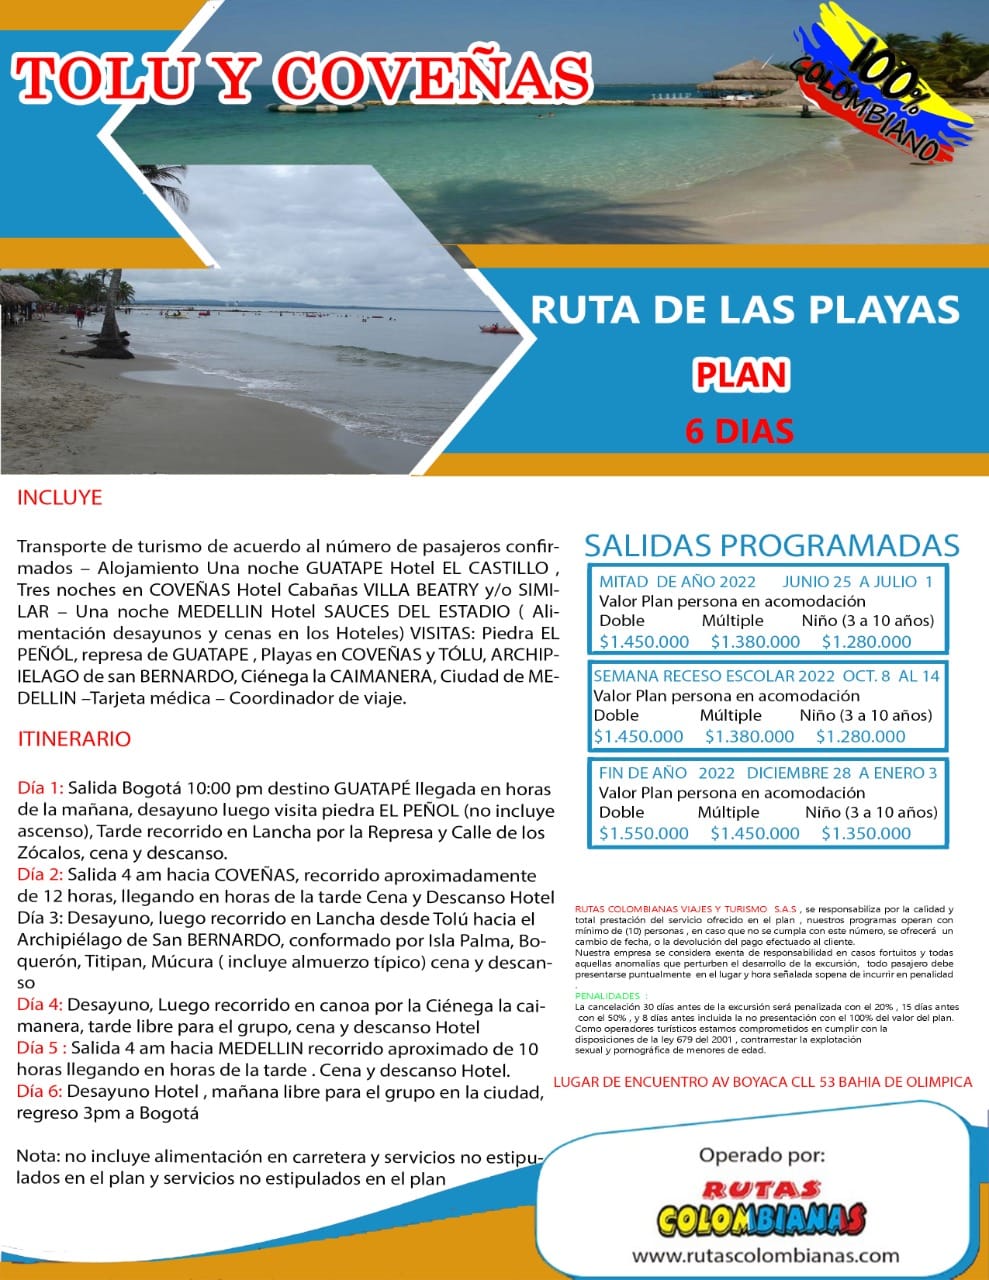 TOLU Y COVEÑAS
100%
COLOMBIANO
RUTA DE LAS PLAYAS
PLAN
6 DIAS
INCLUYE
Transporte de turismo de acuerdo al número de pasajeros confir-
mados – Alojamiento Una noche GUATAPE Hotel EL CASTILLO ,
Tres noches en COVEÑAS Hotel Cabañas VILLA BEATRY y/o SIMI-
LAR – Una noche MEDELLIN Hotel SAUCES DEL ESTADIO ( Ali-
mentación desayunos y cenas en los Hoteles) VISITAS: Piedra EL
PEÑÓL, represa de GUATAPE , Playas en COVEÑAS y TÓLU, ARCHIP-
IELAGO de san BERNARDO, Ciénega la CAIMANERA, Ciudad de ME-
DELLIN –Tarjeta médica – Coordinador de viaje.
ITINERARIO
Día 1: Salida Bogotá 10:00 pm destino GUATAPÉ llegada en horas
de la mañana, desayuno luego visita piedra EL PEÑOL (no incluye
ascenso), Tarde recorrido en Lancha por la Represa y Calle de los
Zócalos, cena y descanso.
Día 2: Salida 4 am hacia COVEÑAS, recorrido aproximadamente
de 12 horas, llegando en horas de la tarde Cena y Descanso Hotel
Día 3: Desayuno, luego recorrido en Lancha desde Tolú hacia el
Archipiélago de San BERNARDO, conformado por Isla Palma, Bo-
querón, Titipan, Múcura ( incluye almuerzo típico) cena y descan-
so
Día 4: Desayuno, Luego recorrido en canoa por la Ciénega la cai-
manera, tarde libre para el grupo, cena y descanso Hotel
Día 5 : Salida 4 am hacia MEDELLIN recorrido aproximado de 10
horas llegando en horas de la tarde . Cena y descanso Hotel.
Día 6: Desayuno Hotel , mañana libre para el grupo en la ciudad,
regreso 3pm a Bogotá
Nota: no incluye alimentación en carretera y servicios no estipu-
lados en el plan y servicios no estipulados en el plan
SALIDAS PROGRAMADAS
MITAD DE AÑO 2022 JUNIO 25 A JULIO 1
Valor Plan persona en acomodación
Doble Múltiple Niño (3 a 10 años)
$1.450.000 $1.380.000 $1.280.000
SEMANA RECESO ESCOLAR 2022 OCT. 8 AL 14
Valor Plan persona en acomodación
Doble Múltiple Niño (3 a 10 años)
$1.450.000 $1.380.000 $1.280.000
FIN DE AÑO 2022 DICIEMBRE 28 A ENERO 3
Valor Plan persona en acomodación
Doble Múltiple Niño (3 a 10 años)
$1.550.000 $1.450.000 $1.350.000
RUTAS COLOMBIANAS VIAJES Y TURISMO S.A.S , se responsabiliza por la calidad y
total prestación del servicio ofrecido en el plan , nuestros programas operan con
mínimo de (10) personas , en caso que no se cumpla con este número, se ofrecerá un
cambio de fecha, o la devolución del pago efectuado al cliente.
Nuestra empresa se considera exenta de responsabilidad en casos fortuitos y todas
aquellas anomalías que perturben el desarrollo de la excursión, todo pasajero debe
presentarse puntualmente en el lugar y hora señalada sopena de incurrir en penalidad
.
PENALIDADES :
La cancelación 30 días antes de la excursión será penalizada con el 20% , 15 días antes
con el 50% , y 8 días antes incluida la no presentación con el 100% del valor del plan.
Como operadores turísticos estamos comprometidos en cumplir con la
disposiciones de la ley 679 del 2001 , contrarrestar la explotación
sexual y pornográfica de menores de edad.
LUGAR DE ENCUENTRO AV BOYACA CLL 53 BAHIA DE OLIMPICA
Operado por:
RUTAS
COLOMBIANAS
www.rutascolombianas.com